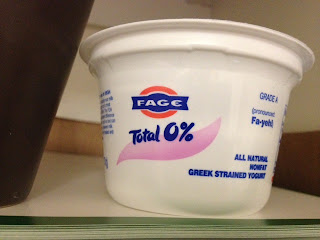 FAGE
Total 0%
GRADE A
(pronounced:
Fa-yeh!)
ALL NATURAL
NONFAT
GREEK STRAINED YOGURT